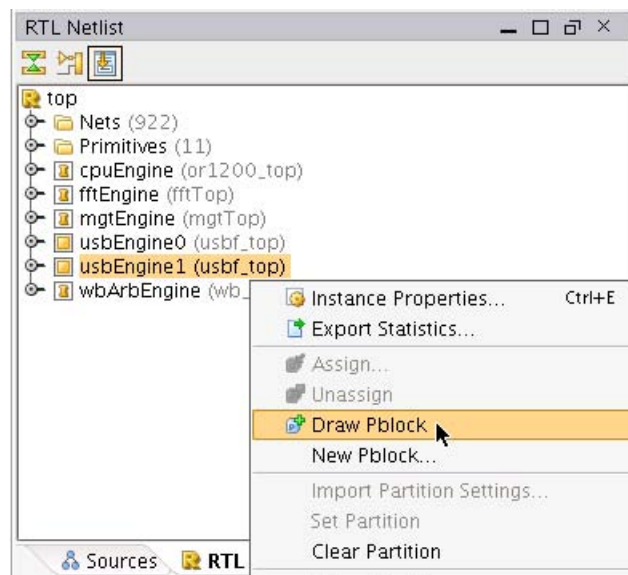 RTL Netlist
top
Nets (922)
Primitives (11)
cpuEngine (or1200_top)
fftEngine (fftTop)
mgtEngine (mgtTop)
usbEngine0 (usbf_top)
usbEngine1 (usbf_top)
wbArbEngine (wb_
Instance Properties... Ctrl+E
Export Statistics...
Assign...
Unassign
Draw Pblock
New Pblock...
Import Partition Settings...
Set Partition
Clear Partition
Sources RTL